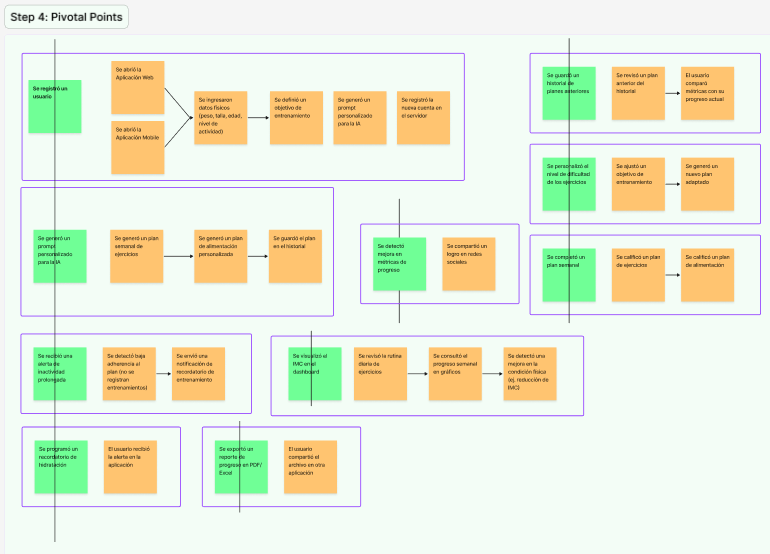 Step 4: Pivotal Points
Se registró un
usuario
Se abrió la
Aplicación Web
Se abrió la
Aplicación Mobile
Se ingresaron
datos físicos
(peso, talla, edad,
nivel de
actividad)
Se definió un
objetivo de
entrenamiento
Se generó un
prompt
personalizado
para la IA
Se registró la
nueva cuenta en
el servidor
Se guardó un
historial de
planes anteriores
Se revisó un plan
anterior del
historial
El usuario
comparó
métricas con su
progreso actual
Se personalizó el
nivel de dificultad
de los ejercicios
Se ajustó un
objetivo de
entranamiento
Se generó un
nuevo plan
adaptado
Se generó un
prompt
personalizado
para la IA
Se generó un plan
semanal de
ejercicios
Se generó un plan
de alimentación
personalizada
Se guardó el plan
en el historial
Se detectó
mejora en
métricas de
progreso
Se compartió un
logro en redes
sociales
Se completó un
plan semanal
Se calificó un plan
de ejercicios
Se calificó un plan
de alimentación
Se recibió una
alerta de
inactividad
prolongada
Se detectó baja
adherencia al
plan (no se
registran
entrenamientos)
Se envió una
notificación de
recordatorio de
entrenamiento
Se visualizó el
IMC en el
dashboard
Se revisó la rutina
diaria de
ejercicios
Se consultó el
progreso semanal
en gráficos
Se detectó una
mejora en la
condición física
(ej. reducción de
IMC)
Se programó un
recordatorio de
hidratación
El usuario recibió
la alerta en la
aplicación
Se exportó un
reporte de
progreso en PDF/
Excel
El usuario
compartió el
archivo en otra
aplicación